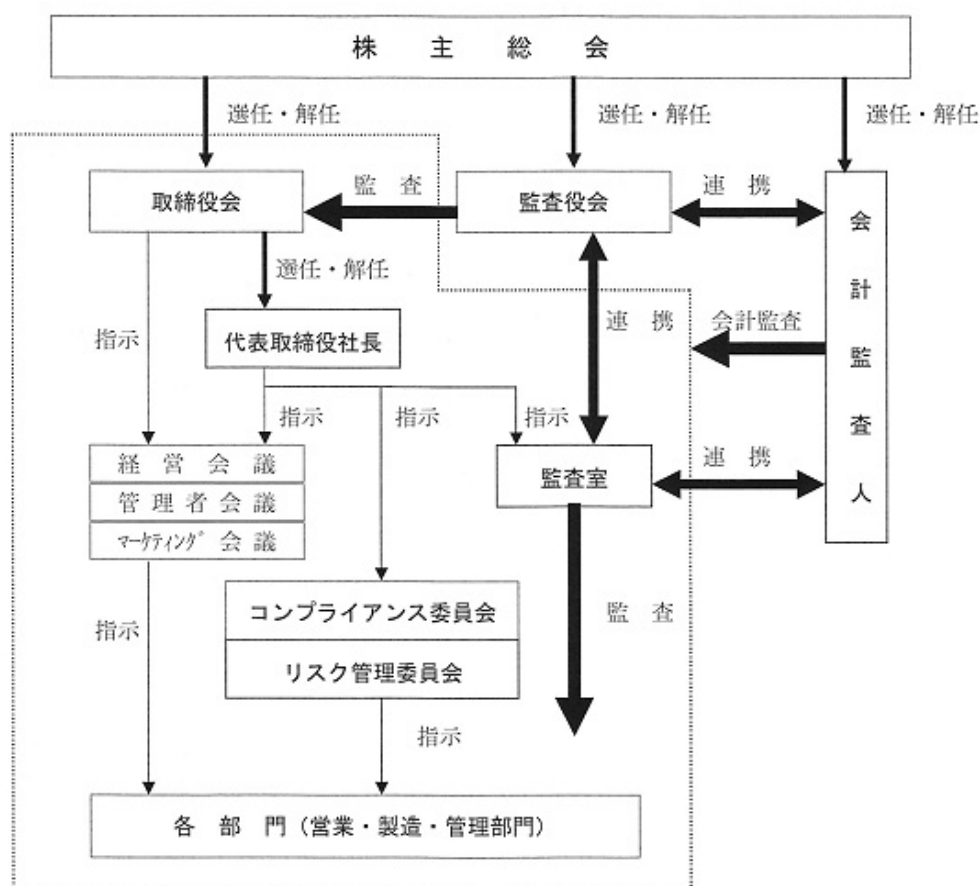 株主総会
選任・解任
選任・解任
選任・解任
取締役会
監査
監査役会
連携
会計監査人
選任・解任
指示
代表取締役社長
連携
会計監査
指示
指示
指示
経営会議
管理者会議
マーケティング会議
監査室
連携
コンプライアンス委員会
リスク管理委員会
指示
監査
指示
各部門(営業・製造・管理部門)